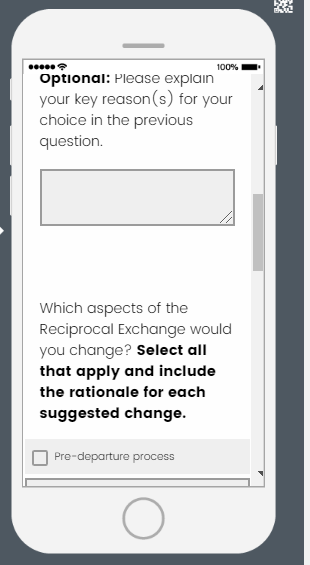 100%
Optional: Please explain
your key reason(s) for your
choice in the previous
question.
Which aspects of the
Reciprocal Exchange would
you change? Select all
that apply and include
the rationale for each
suggested change.
Pre-departure process